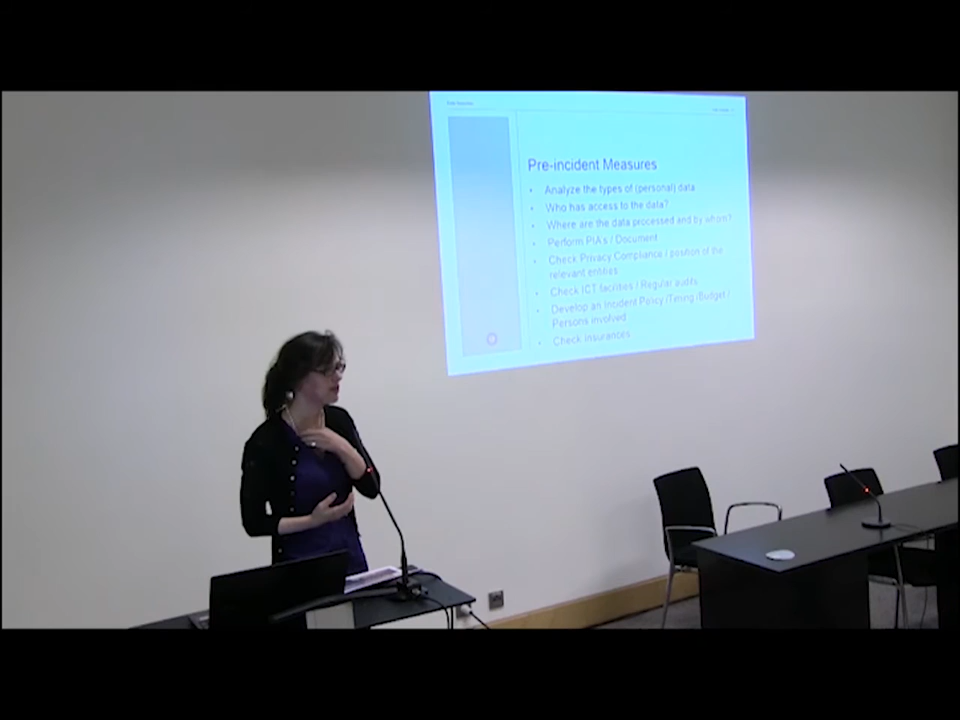 Pre-incident Measures
• Analyze the types of (personal) data
• Who has access to the data?
• Where are the data processed and by whom?
• Perform PIA's / Document
• Check Privacy Compliance / position of the
relevant entities
• Check ICT facilities / Regular audits
• Develop an Incident Policy /Timing /Budget /
Persons involved
• Check insurances